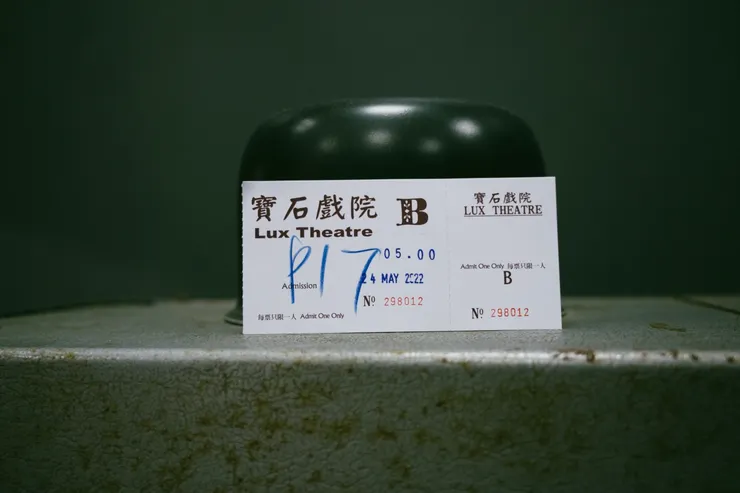 寶石戲院 B
Lux Theatre
P17
05.00
24 MAY 2022
Admission
№ 298012
每票只限一人 Admit One Only
寶石戲院
LUX THEATRE
Admit One Only 每票只限一人
B
№ 298012